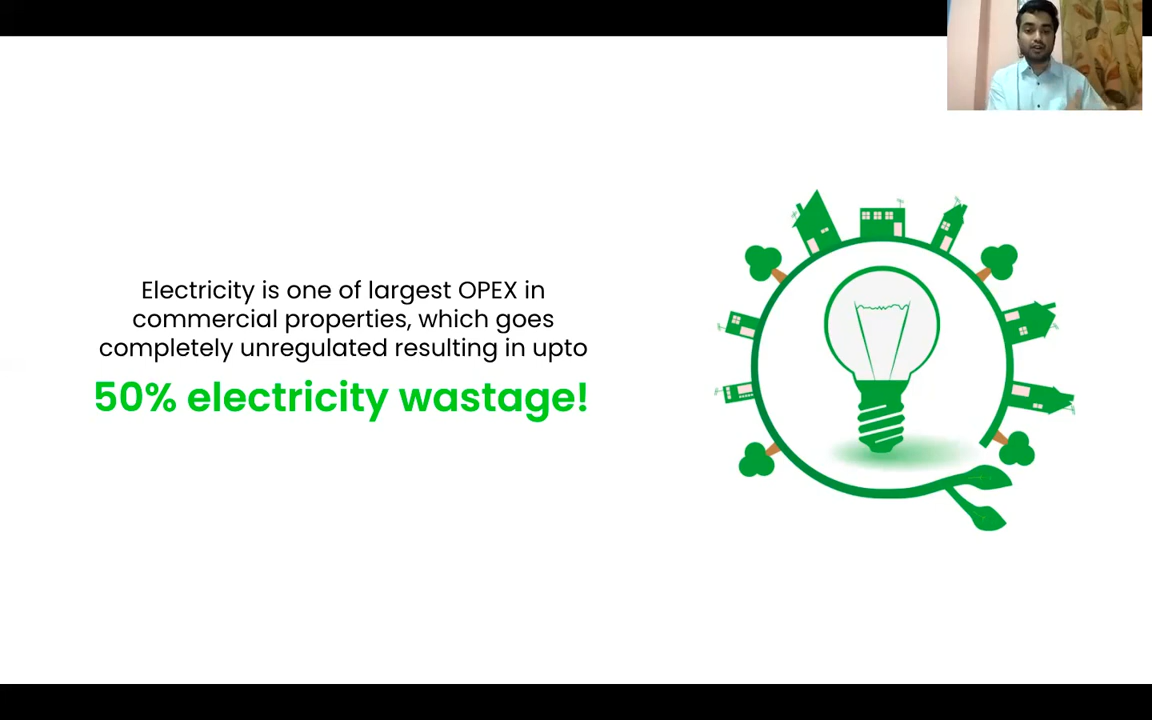 Electricity is one of largest OPEX in
commercial properties, which goes
completely unregulated resulting in upto
50% electricity wastage!